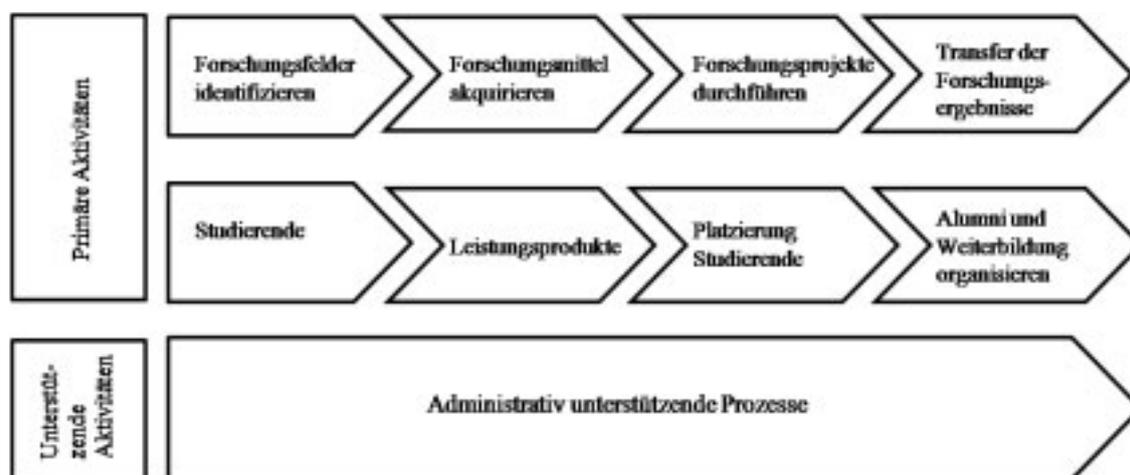 Primäre Aktivitäten
Forschungsfelder
identifizieren
Forschungsmittel
akquirieren
Forschungsprojekte
durchführen
Transfer der
Forschungs-
ergebnisse
Studierende
Leistungsprodukte
Platzierung
Studierende
Alumni und
Weiterbildung
organisieren
Unterstüt-
zende
Aktivitäten
Administrativ unterstützende Prozesse